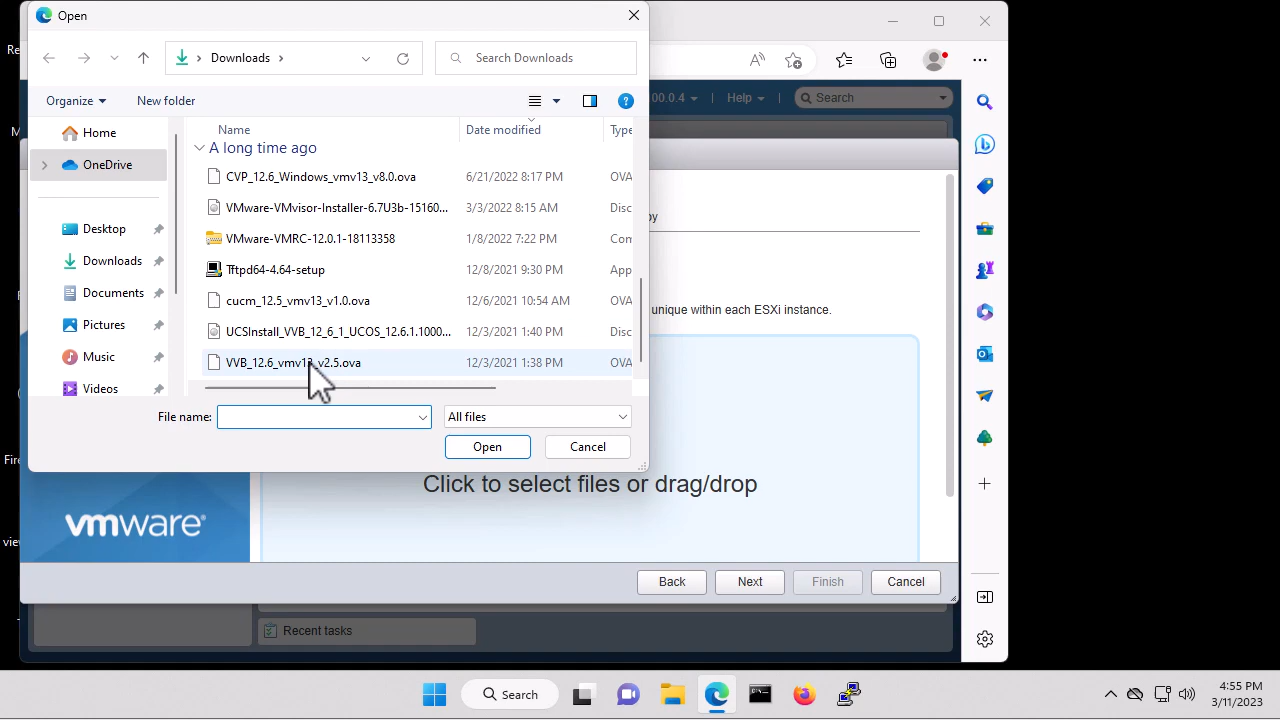 Open
Downloads
Search Downloads
Organize
New folder
Name
Date modified
Type
A long time ago
Home
OneDrive
Desktop
Downloads
Documents
Pictures
Music
Videos
CVP_12.6_Windows_vmv13_v8.0.ova 6/21/2022 8:17 PM OVA
VMware-VMvisor-Installer-6.7U3b-15160... 3/3/2022 8:15 AM Disc
VMware-VMRC-12.0.1-18113358 1/8/2022 7:22 PM Com
Tftpd64-4.64-setup 12/8/2021 9:30 PM App
cucm_12.5_vmv13_v1.0.ova 12/6/2021 10:54 AM OVA
UCSInstall_VVB_12_6_1_UCOS_12.6.1.1000... 12/3/2021 1:40 PM Disc
VVB_12.6_vmv13_v2.5.ova 12/3/2021 1:38 PM OVA
File name:
All files
Open
Cancel
00.0.4
Help
Search
by
unique within each ESXi instance.
Click to select files or drag/drop
vmware
Back
Next
Finish
Cancel
Recent tasks
Re
M
Fire
view
Search
4:55 PM
3/11/2023